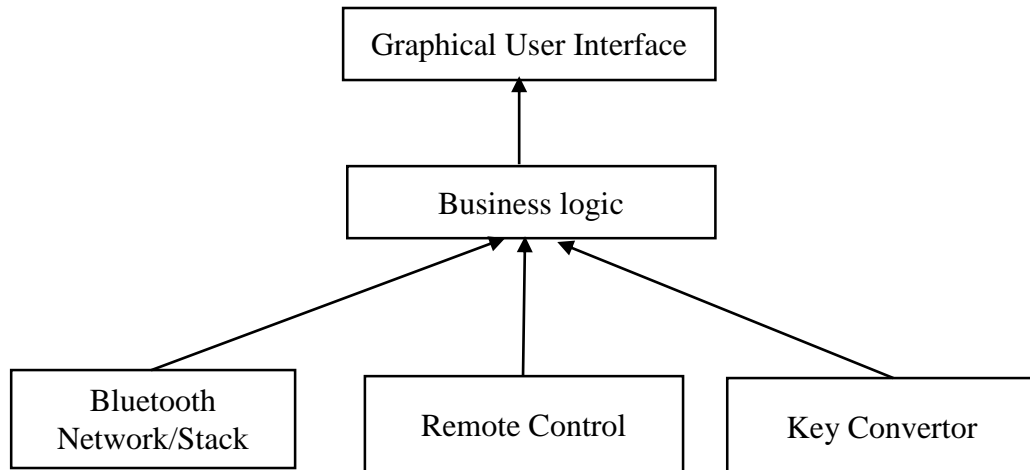 Graphical User Interface
Business logic
Bluetooth
Network/Stack
Remote Control
Key Convertor